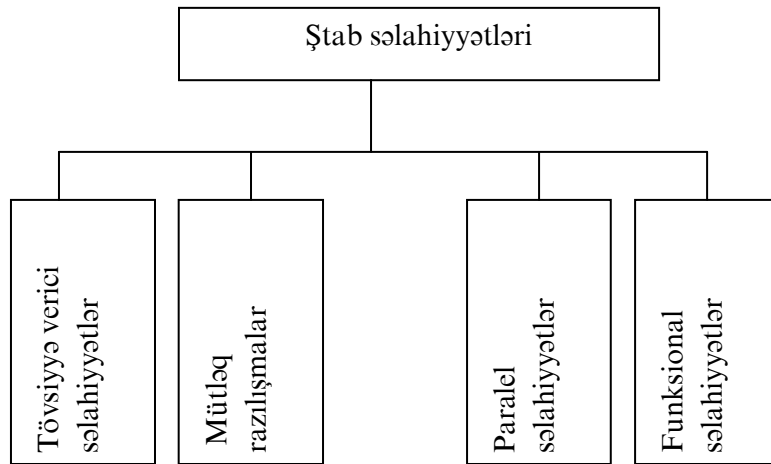 Ştab səlahiyyətləri
Tövsiyyə verici
səlahiyyətlər
Mütləq
razılışmalar
Paralel
səlahiyyətlər
Funksional
səlahiyyətlər